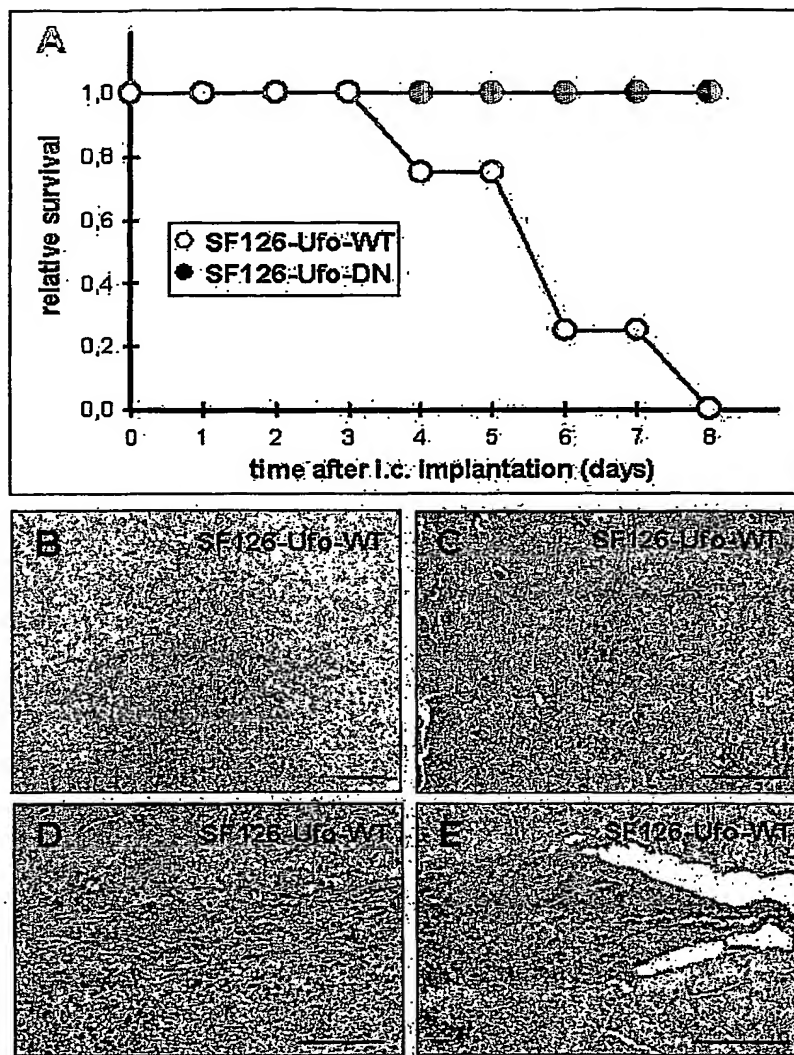 A
1,0
0,8
0,6
0,4
0,2
0,0
relative survival
SF126-Ufo-WT
SF126-Ufo-DN
0 1 2 3 4 5 6 7 8
time after i.c. implantation (days)
B SF126-Ufo-WT
C SF126-Ufo-WT
D SF126-Ufo-WT
E SF126-Ufo-WT